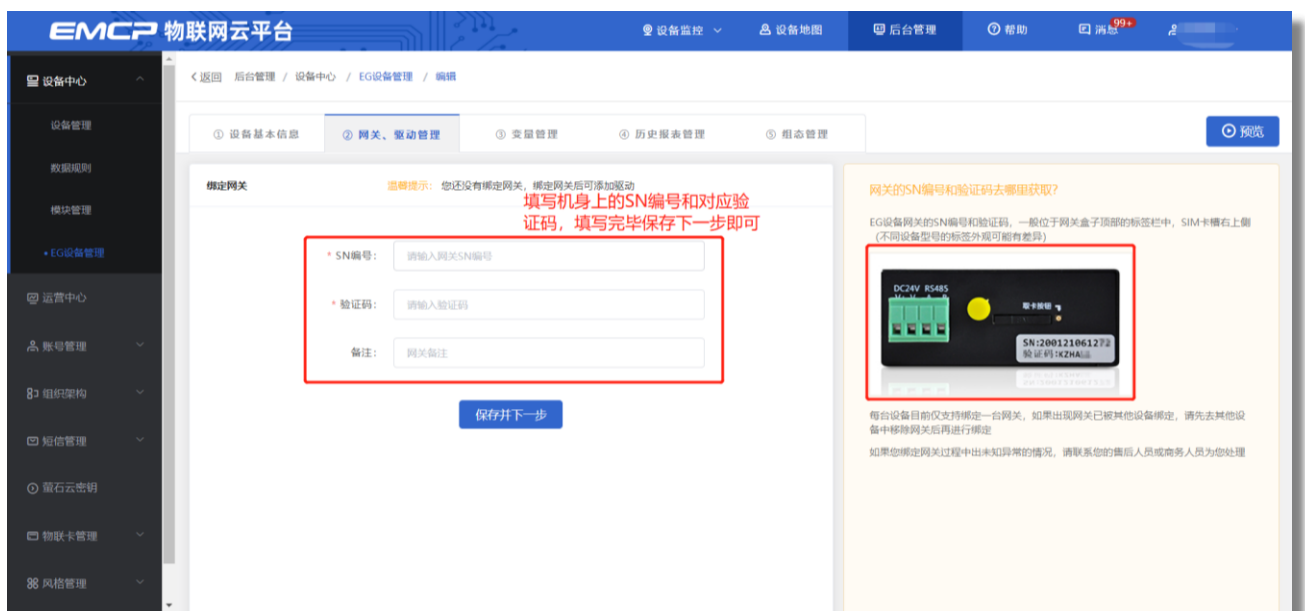 EMCP 物联网云平台
设备监控
设备地图
后台管理
帮助
消息
99+
设备中心
设备管理
数据规则
模块管理
• EG设备管理
运营中心
账号管理
组织架构
短信管理
萤石云密钥
物联卡管理
风格管理
<返回 后台管理 / 设备中心 / EG设备管理 / 编辑
① 设备基本信息
② 网关、驱动管理
③ 变量管理
④ 历史报表管理
⑤ 组态管理
预览
绑定网关
温馨提示: 您还没有绑定网关,绑定网关后可添加驱动
填写机身上的SN编号和对应验
证码,填写完毕保存下一步即可
* SN编号: 请输入网关SN编号
* 验证码: 请输入验证码
备注: 网关备注
保存并下一步
网关的SN编号和验证码去哪里获取?
EG设备网关的SN编号和验证码,一般位于网关盒子顶部的标签栏中,SIM卡槽右上侧
(不同设备型号的标签外观可能有差异)
DC24V RS485
V+ V- A B
取卡按钮
SN:200121061272
验证码:KZHA
每台设备目前仅支持绑定一台网关,如果出现网关已被其他设备绑定,请先去其他设
备中移除网关后再进行绑定
如果您绑定网关过程中出未知异常的情况,请联系您的售后人员或商务人员为您处理